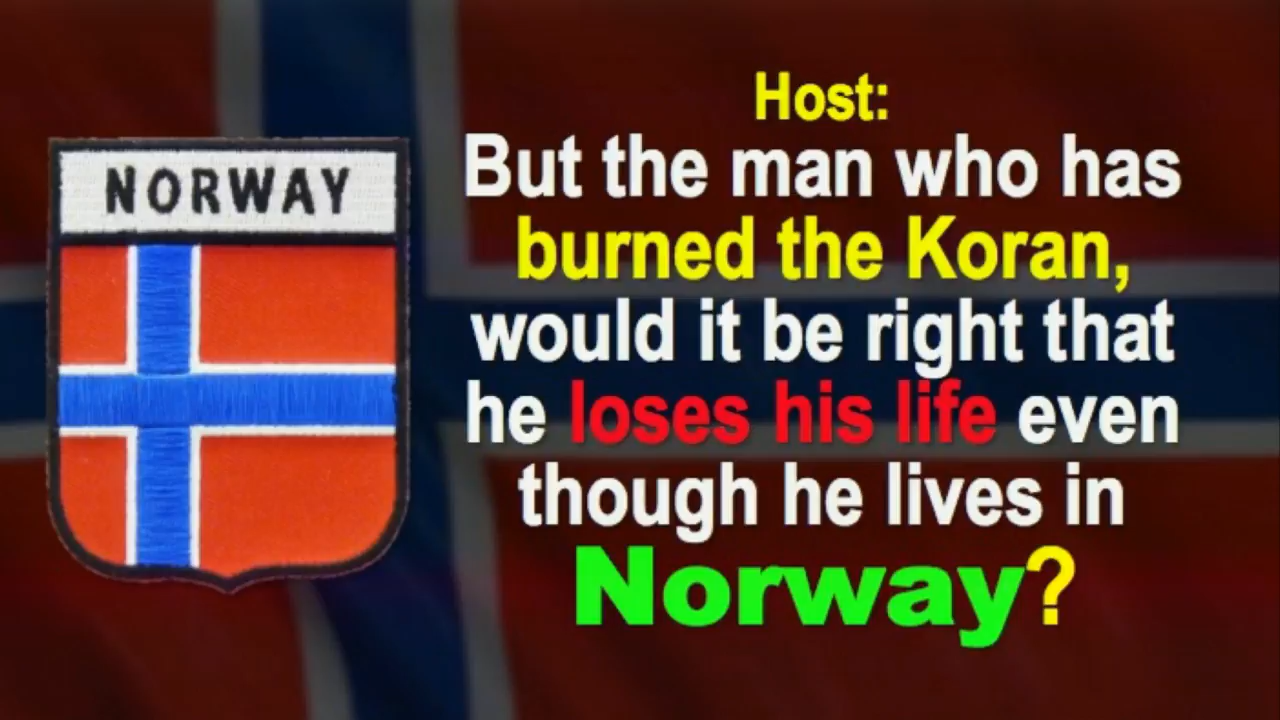 NORWAY
Host:
But the man who has
burned the Koran,
would it be right that
he loses his life even
though he lives in
Norway?